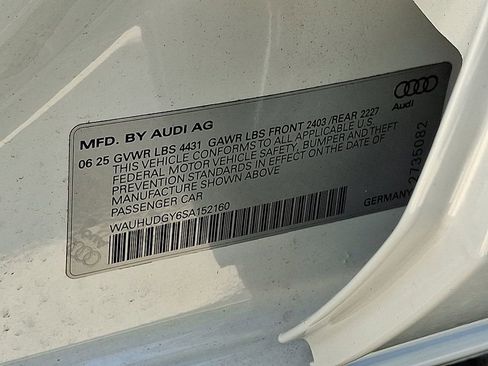 MFD. BY AUDI AG
06 25 GVWR LBS 4431 GAWR LBS FRONT 2403 /REAR 2227
THIS VEHICLE CONFORMS TO ALL APPLICABLE U.S.
FEDERAL MOTOR VEHICLE SAFETY, BUMPER AND THEFT
PREVENTION STANDARDS IN EFFECT ON THE DATE OF
MANUFACTURE SHOWN ABOVE
PASSENGER CAR
WAUHUDGY6SA152160
GERMANY
Audi
2735082